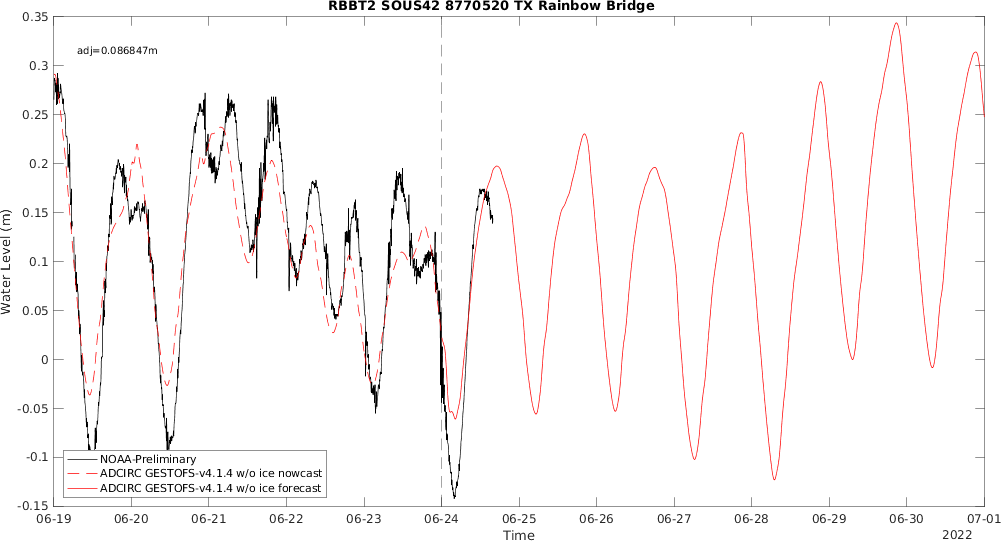 RBBT2 SOUS42 8770520 TX Rainbow Bridge
adj=0.086847m
Water Level (m)
0.35
0.3
0.25
0.2
0.15
0.1
0.05
0
-0.05
-0.1
-0.15
NOAA-Preliminary
ADCIRC GESTOFS-v4.1.4 w/o ice nowcast
ADCIRC GESTOFS-v4.1.4 w/o ice forecast
06-19 06-20 06-21 06-22 06-23 06-24 06-25 06-26 06-27 06-28 06-29 06-30 07-01
Time
2022